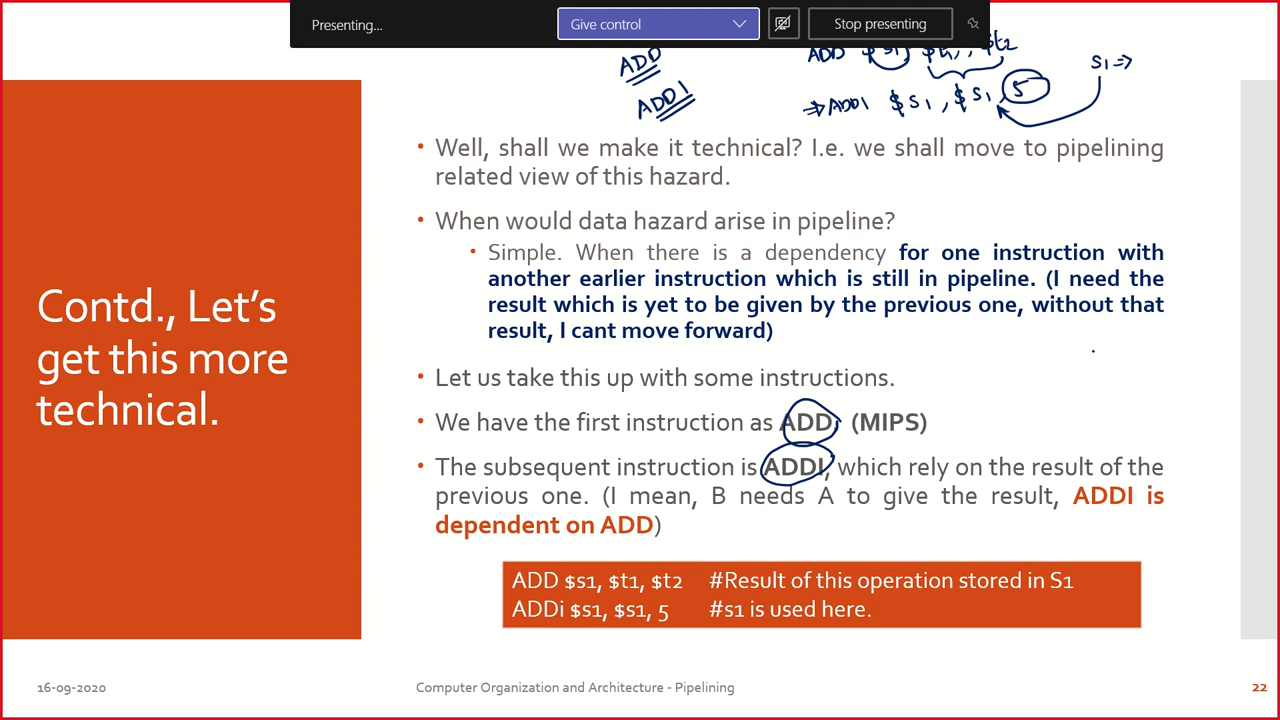 Presenting...
Give control
Stop presenting
ADD
ADD $s1, $t1, $t2
S1 =>
ADDI
=> ADDI $s1, $s1, 5
• Well, shall we make it technical? I.e. we shall move to pipelining
related view of this hazard.
• When would data hazard arise in pipeline?
• Simple. When there is a dependency for one instruction with
another earlier instruction which is still in pipeline. (I need the
result which is yet to be given by the previous one, without that
result, I cant move forward)
Contd., Let's
get this more
technical.
• Let us take this up with some instructions.
• We have the first instruction as ADD. (MIPS)
• The subsequent instruction is ADDI, which rely on the result of the
previous one. (I mean, B needs A to give the result, ADDI is
dependent on ADD)
ADD $s1, $t1, $t2 #Result of this operation stored in S1
ADDi $s1, $s1, 5 #s1 is used here.
16-09-2020
Computer Organization and Architecture - Pipelining
22